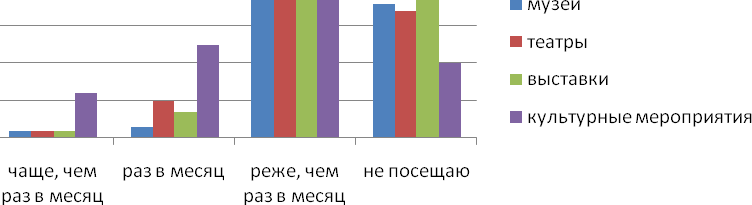 музеи
театры
выставки
культурные мероприятия
чаще, чем
раз в месяц
раз в месяц
реже, чем
раз в месяц
не посещаю